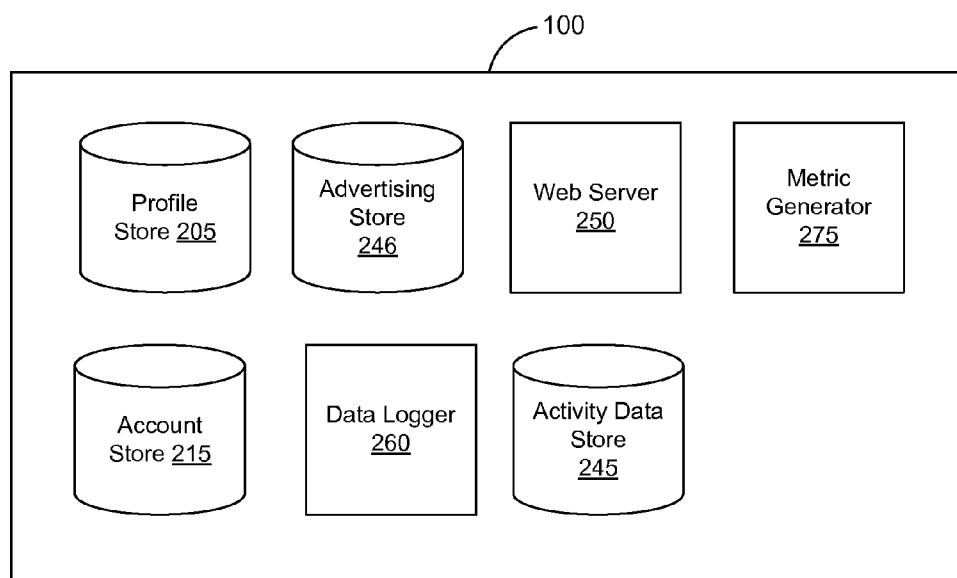 100
Profile
Store 205
Advertising
Store
246
Web Server
250
Metric
Generator
275
Account
Store 215
Data Logger
260
Activity Data
Store
245